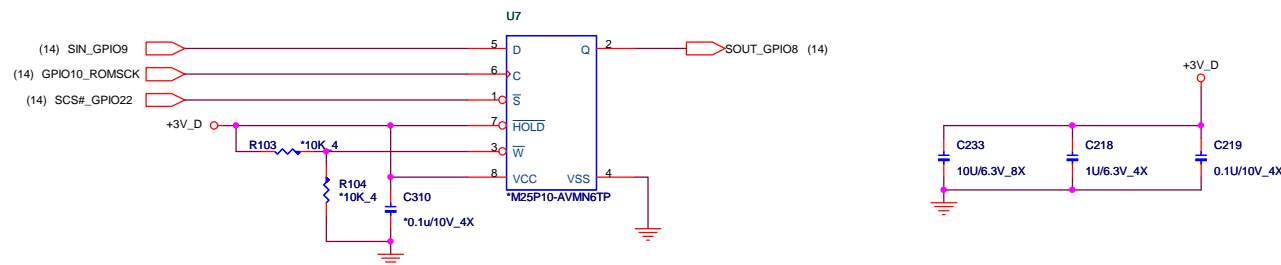 U7
(14) SIN_GPIO9
5
D
Q
2
SOUT_GPIO8 (14)
(14) GPIO10_ROMSCK
6
C
+3V_D
(14) SCS#_GPIO22
1
S
+3V_D
7
HOLD
R103
*10K_4
3
W
C233
C218
C219
10U/6.3V_8X
1U/6.3V_4X
0.1U/10V_4X
8
VCC
VSS
4
R104
*10K_4
C310
*M25P10-AVMN6TP
*0.1u/10V_4X